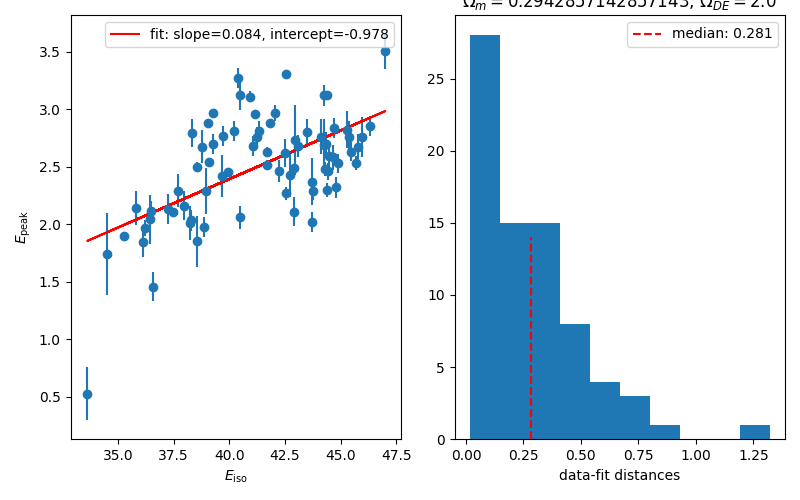 Ω_m = 0.2942857142857143, Ω_DE = 2.0
fit: slope=0.084, intercept=-0.978
median: 0.281
3.5
3.0
2.5
2.0
1.5
1.0
0.5
E_peak
35.0 37.5 40.0 42.5 45.0 47.5
E_iso
25
20
15
10
5
0
0.00 0.25 0.50 0.75 1.00 1.25
data-fit distances